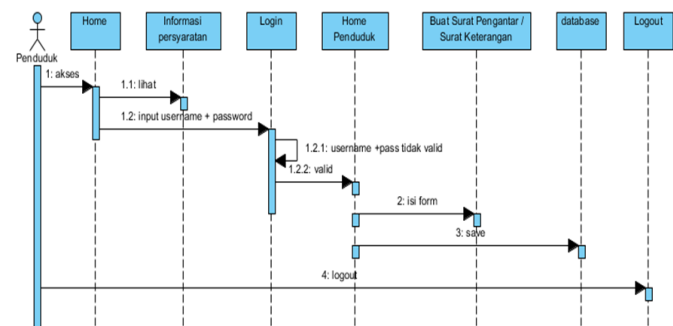 Home
Informasi
persyaratan
Login
Home
Penduduk
Buat Surat Pengantar /
Surat Keterangan
database
Logout
Penduduk
1: akses
1.1: lihat
1.2: input username + password
1.2.1: username +pass tidak valid
1.2.2: valid
2: isi form
3: save
4: logout